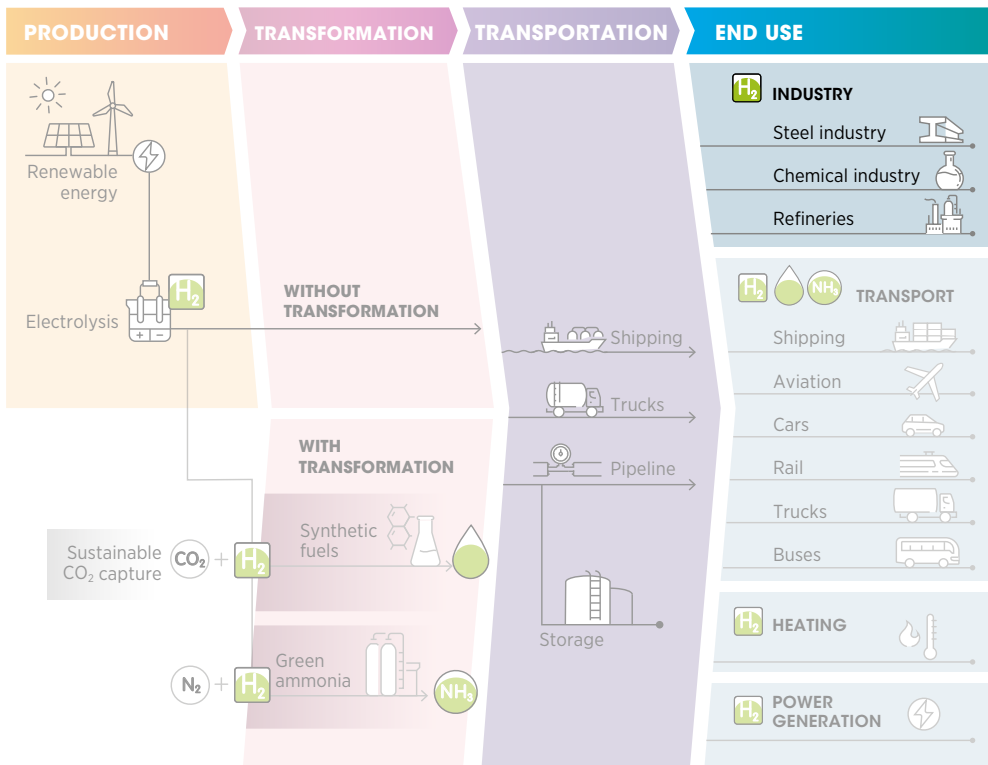 PRODUCTION
TRANSFORMATION
TRANSPORTATION
END USE
Renewable
energy
Electrolysis
H2
WITHOUT
TRANSFORMATION
WITH
TRANSFORMATION
Sustainable
CO2 capture
CO2
+
H2
Synthetic
fuels
N2
+
H2
Green
ammonia
NH3
Shipping
Trucks
Pipeline
Storage
H2
INDUSTRY
Steel industry
Chemical industry
Refineries
H2
NH3
TRANSPORT
Shipping
Aviation
Cars
Rail
Trucks
Buses
H2
HEATING
H2
POWER
GENERATION